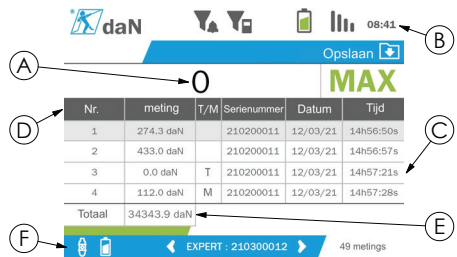 daN 08:41 B
Opslaan
A 0 MAX
D Nr. meting T/M Serienummer Datum Tijd
1 274.3 daN 210200011 12/03/21 14h56:50s
2 433.0 daN 210200011 12/03/21 14h56:57s C
3 0.0 daN T 210200011 12/03/21 14h57:21s
4 112.0 daN M 210200011 12/03/21 14h57:28s
Totaal 34343.9 daN E
F EXPERT : 210300012 49 metings